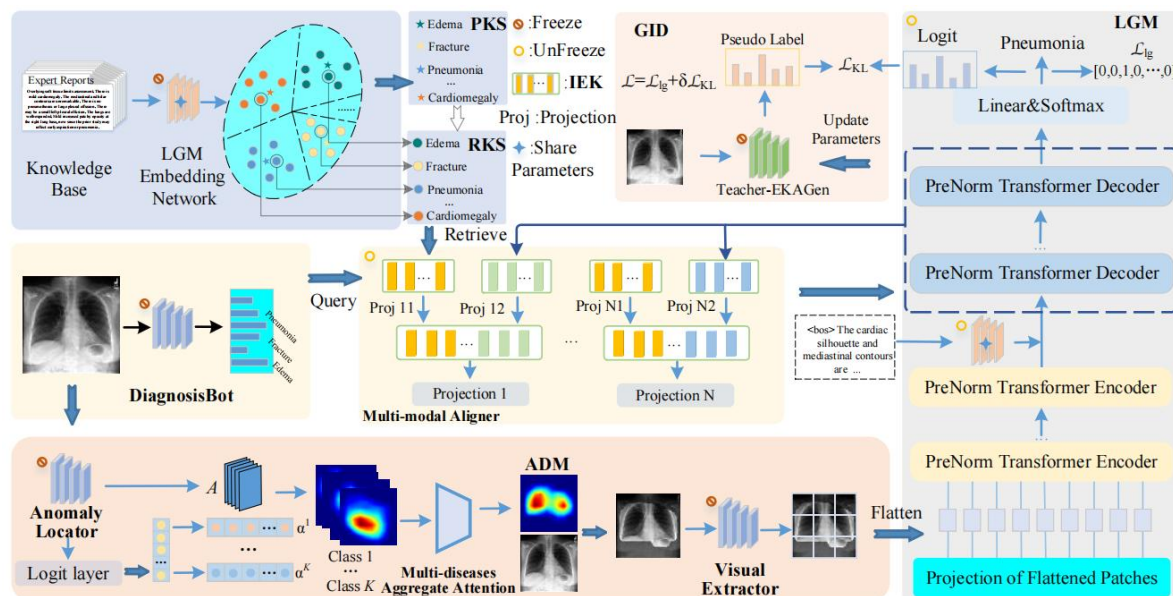 Expert Reports
Knowledge
Base
LGM
Embedding
Network
......
PKS
Edema
Fracture
Pneumonia
...
Cardiomegaly
RKS
Edema
Fracture
Pneumonia
...
Cardiomegaly
:Freeze
:UnFreeze
... :IEK
Proj :Projection
:Share
Parameters
GID
Pseudo Label
ℒ=ℒlg+δℒKL
ℒKL
Update
Parameters
Teacher-EKAGen
LGM
Logit
Pneumonia
ℒlg
[0,0,1,0,⋯,0]
Linear&Softmax
PreNorm Transformer Decoder
...
PreNorm Transformer Decoder
<bos> The cardiac
silhouette and
mediastinal contours
are ...
PreNorm Transformer Encoder
...
PreNorm Transformer Encoder
Projection of Flattened Patches
Retrieve
Query
Pneumonia
Fracture
Edema
DiagnosisBot
... ... ... ...
Proj 11
Proj 12
Proj N1
Proj N2
... ... ...
Projection 1
Projection N
Multi-modal Aligner
Anomaly
Locator
Logit layer
A
... α1
...
... αK
Class 1
...
Class K
Multi-diseases
Aggregate Attention
ADM
Visual
Extractor
Flatten